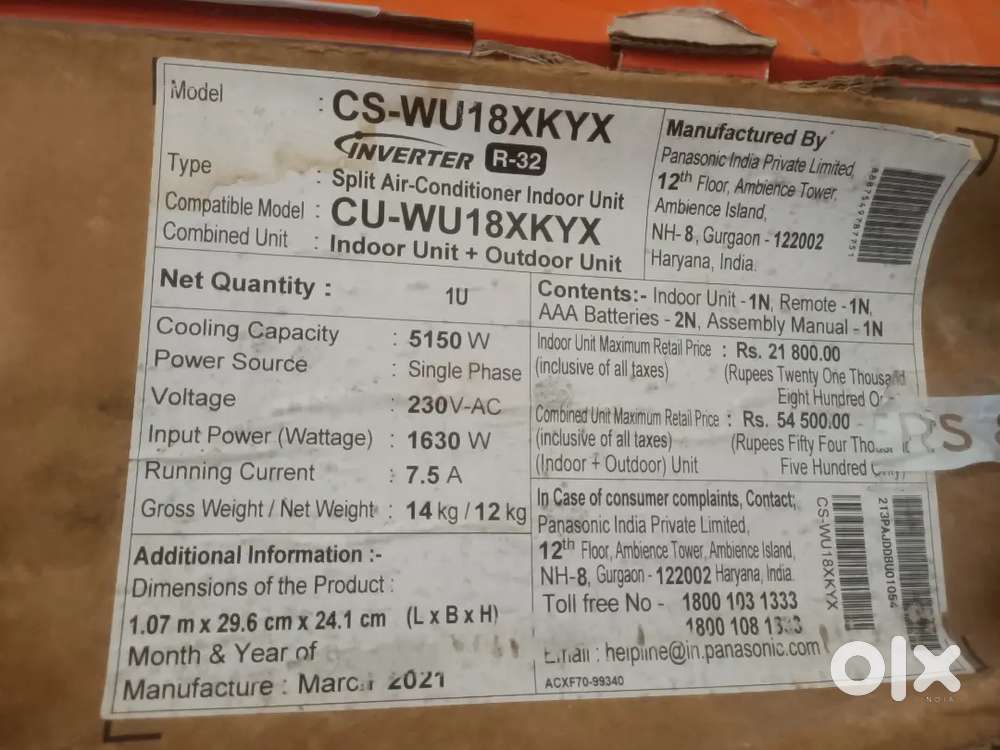 Model : CS-WU18XKYX
INVERTER R-32
Type : Split Air-Conditioner Indoor Unit
Compatible Model : CU-WU18XKYX
Combined Unit : Indoor Unit + Outdoor Unit
Manufactured By
Panasonic India Private Limited,
12th Floor, Ambience Tower,
Ambience Island,
NH-8, Gurgaon - 122002
Haryana, India.
Net Quantity : 1U
Contents:- Indoor Unit - 1N, Remote - 1N,
AAA Batteries - 2N, Assembly Manual - 1N
Cooling Capacity : 5150 W
Power Source : Single Phase
Voltage : 230V-AC
Input Power (Wattage) : 1630 W
Running Current : 7.5 A
Gross Weight / Net Weight : 14 kg / 12 kg
Indoor Unit Maximum Retail Price : Rs. 21 800.00
(inclusive of all taxes) (Rupees Twenty One Thousand
Eight Hundred
Combined Unit Maximum Retail Price : Rs. 54 500.00
(inclusive of all taxes) (Rupees Fifty Four
(Indoor + Outdoor) Unit Five Hundred
RS
Additional Information :-
Dimensions of the Product :
1.07 m x 29.6 cm x 24.1 cm (L x B x H)
Month & Year of
Manufacture : March 2021
In Case of consumer complaints, Contact;
Panasonic India Private Limited,
12th Floor, Ambience Tower, Ambience Island,
NH-8, Gurgaon - 122002 Haryana, India.
Toll free No - 1800 103 1333
1800 108 1333
Email : helpline@in.panasonic.com
ACXF70-99340
CS-WU18XKYX
olx
INDIA